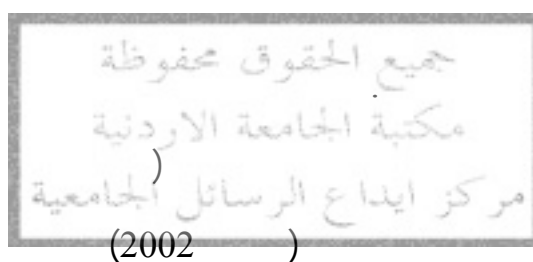 جميع الحقوق محفوظة
مكتبة الجامعة الاردنية
(
مركز ايداع الرسائل الجامعية
(2002 )